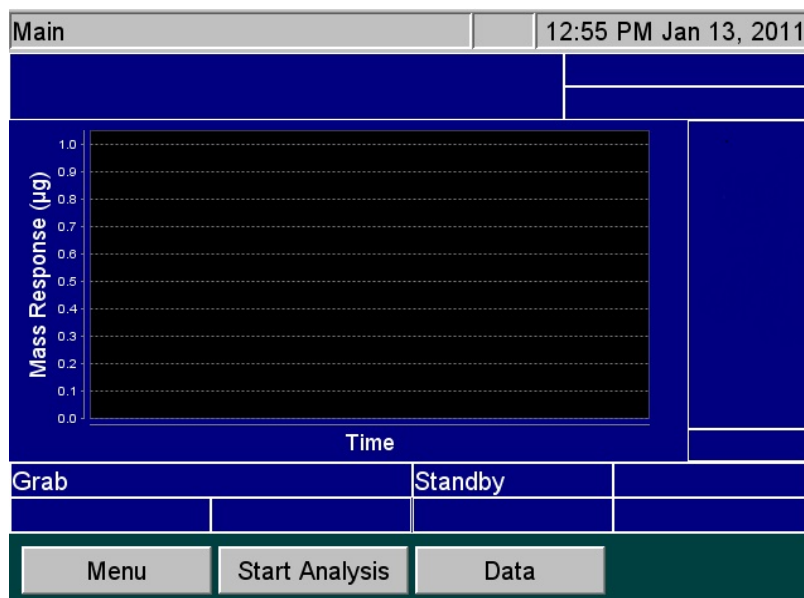 Main 12:55 PM Jan 13, 2011
Mass Response (µg)
1.0
0.9
0.8
0.7
0.6
0.5
0.4
0.3
0.2
0.1
0.0
Time
Grab Standby
Menu Start Analysis Data